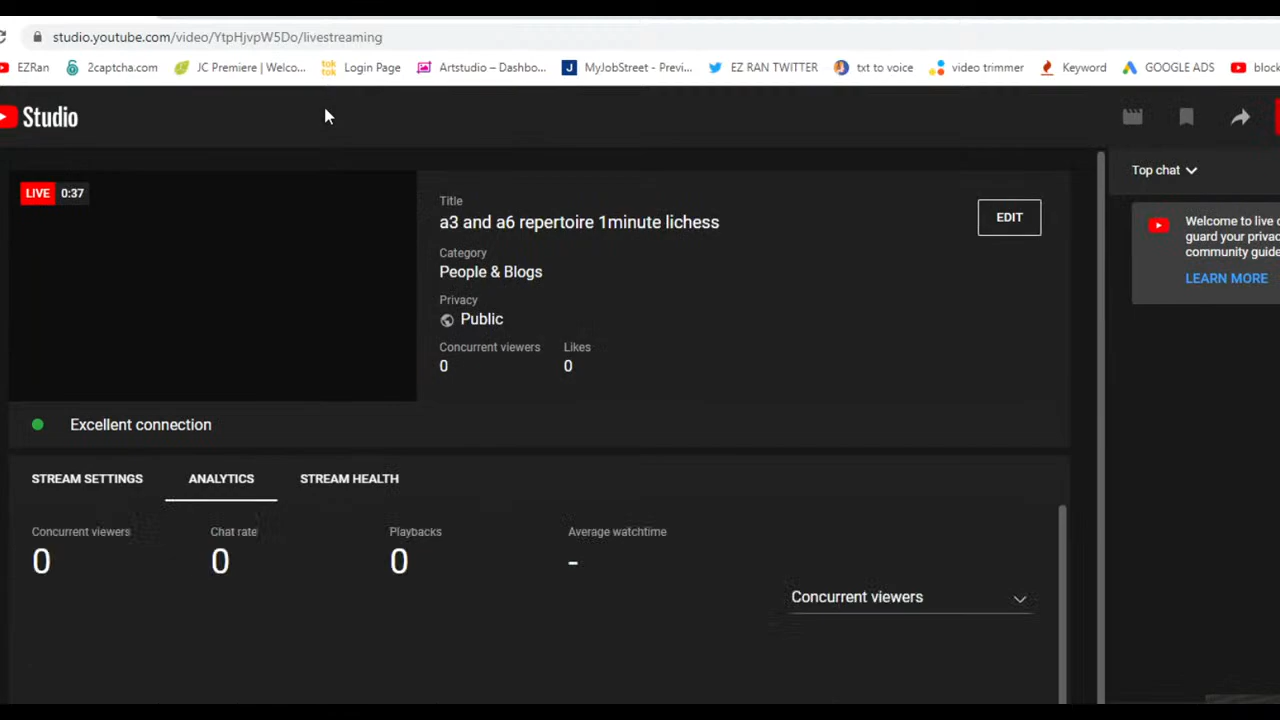 studio.youtube.com/video/YtpHjvpW5Do/livestreaming
EZRan 2captcha.com JC Premiere | Welco... tok tok Login Page Artstudio – Dashbo... J MyJobStreet - Previ... EZ RAN TWITTER txt to voice video trimmer Keyword GOOGLE ADS block
Studio
Top chat
LIVE 0:37
Title
a3 and a6 repertoire 1minute lichess
EDIT
Category
People & Blogs
Privacy
Public
Concurrent viewers Likes
0 0
Welcome to live
guard your priva
community guide
LEARN MORE
Excellent connection
STREAM SETTINGS ANALYTICS STREAM HEALTH
Concurrent viewers Chat rate Playbacks Average watchtime
0 0 0 -
Concurrent viewers